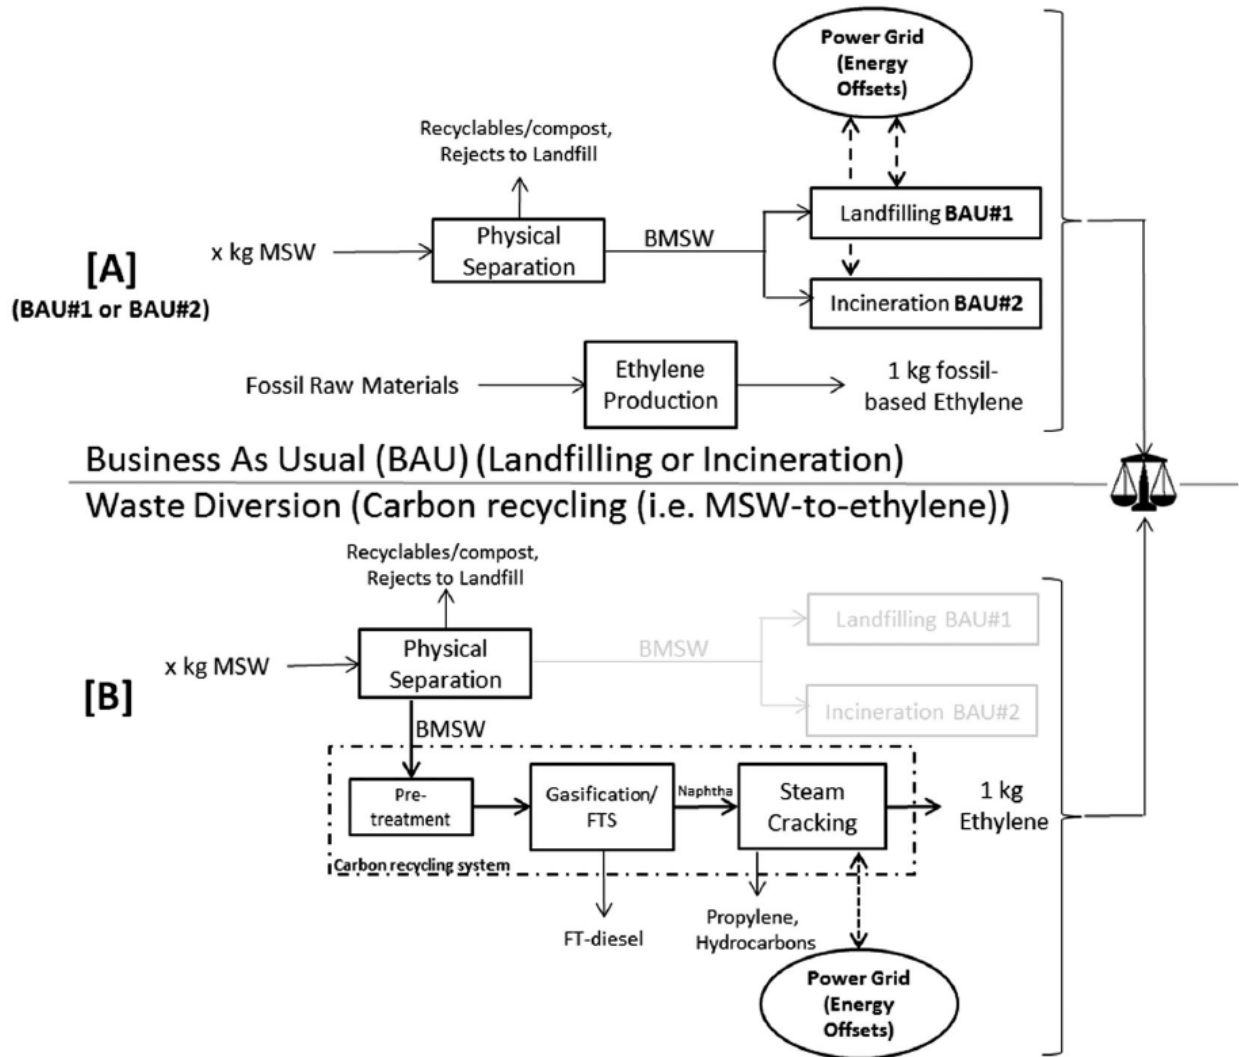 Power Grid
(Energy
Offsets)
Recyclables/compost,
Rejects to Landfill
[A]
(BAU#1 or BAU#2)
x kg MSW
Physical
Separation
BMSW
Landfilling BAU#1
Incineration BAU#2
Fossil Raw Materials
Ethylene
Production
1 kg fossil-
based Ethylene
Business As Usual (BAU) (Landfilling or Incineration)
Waste Diversion (Carbon recycling (i.e. MSW-to-ethylene))
Recyclables/compost,
Rejects to Landfill
[B]
x kg MSW
Physical
Separation
BMSW
Landfilling BAU#1
Incineration BAU#2
BMSW
Pre-
treatment
Gasification/
FTS
Naphtha
Steam
Cracking
1 kg
Ethylene
Carbon recycling system
FT-diesel
Propylene,
Hydrocarbons
Power Grid
(Energy
Offsets)